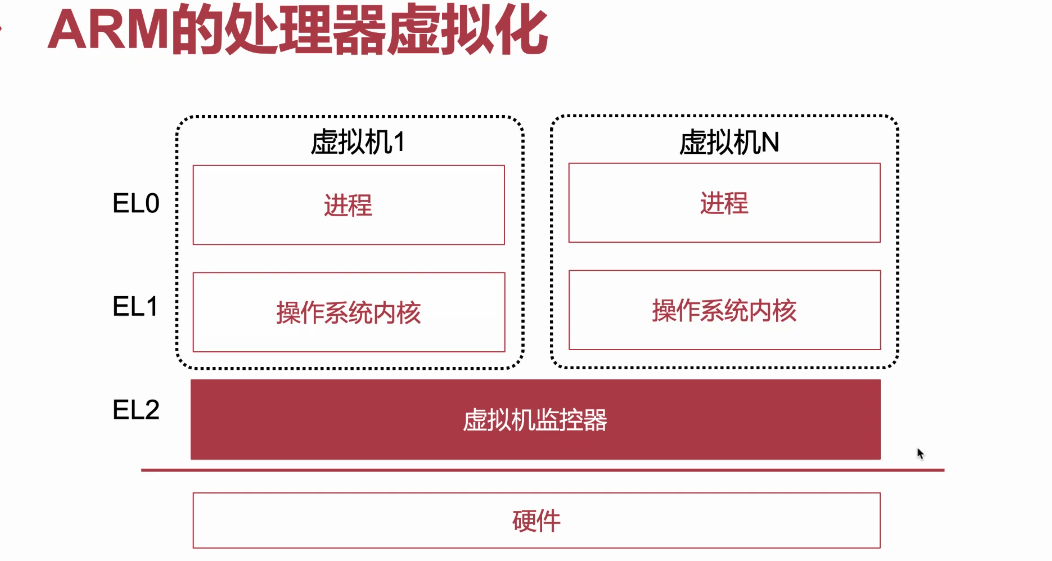 ARM的处理器虚拟化
虚拟机1
虚拟机N
EL0
进程
进程
EL1
操作系统内核
操作系统内核
EL2
虚拟机监控器
硬件